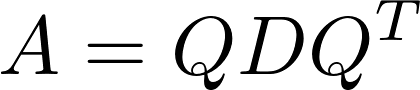 A = QDQ^T